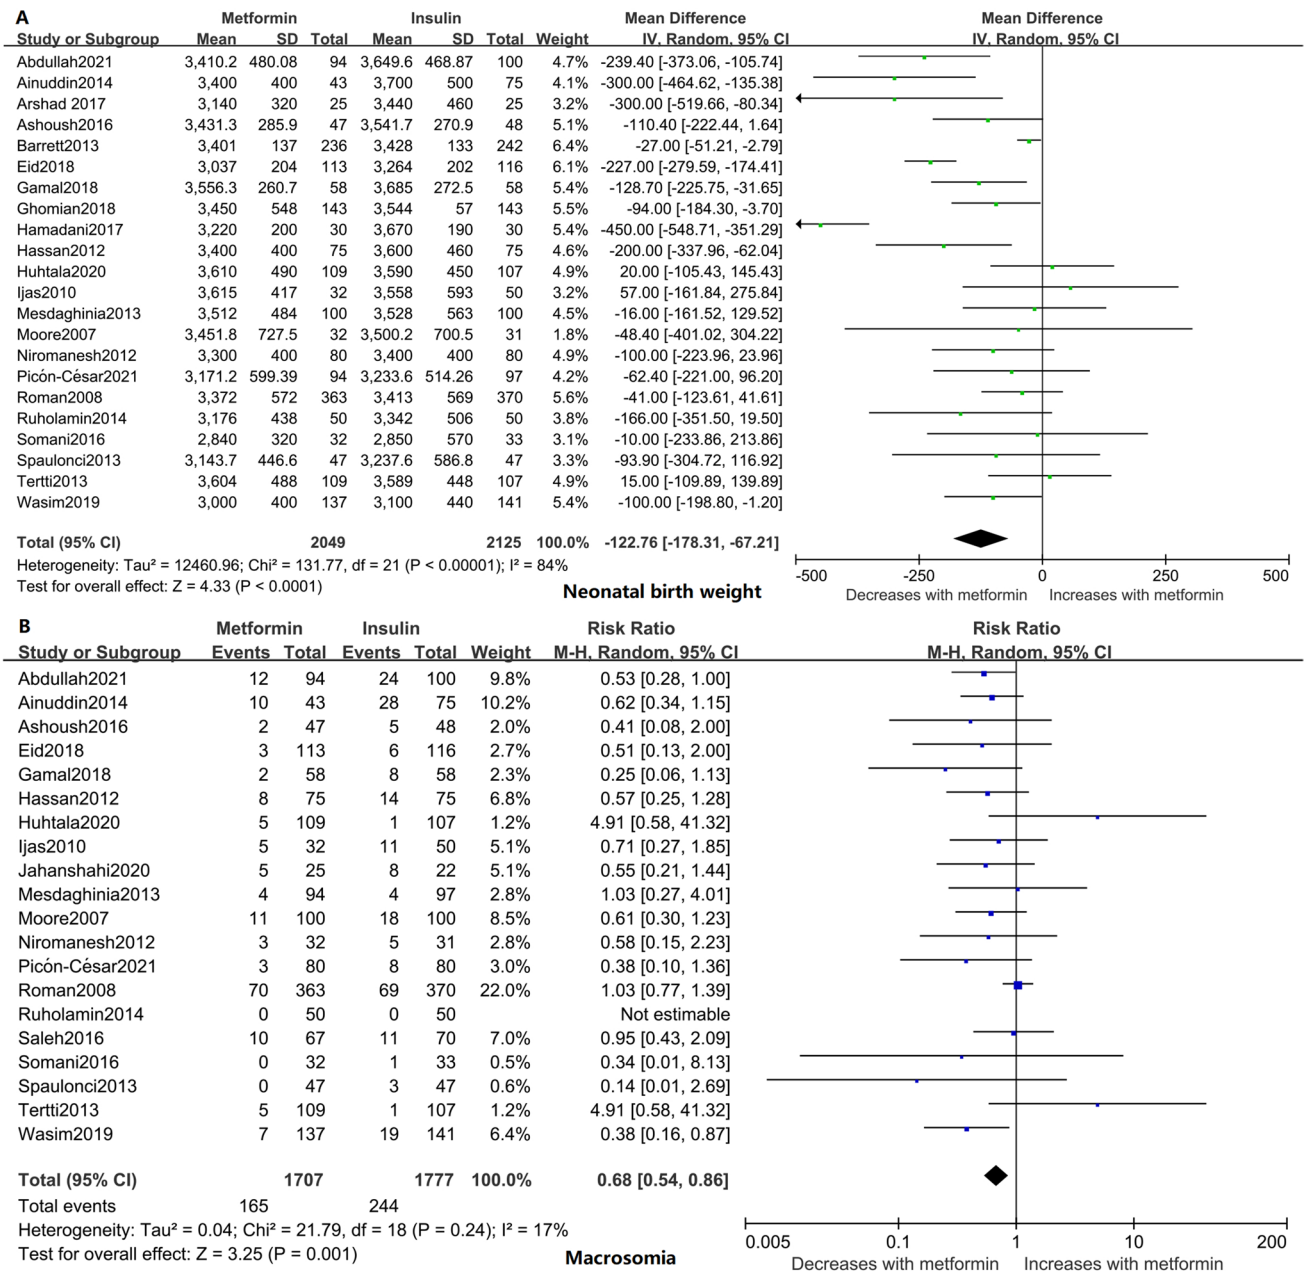 A
Metformin Insulin Mean Difference Mean Difference
Study or Subgroup Mean SD Total Mean SD Total Weight IV, Random, 95% CI IV, Random, 95% CI
Abdullah2021 3,410.2 480.08 94 3,649.6 468.87 100 4.7% -239.40 [-373.06, -105.74]
Ainuddin2014 3,400 400 43 3,700 500 75 4.1% -300.00 [-464.62, -135.38]
Arshad 2017 3,140 320 25 3,440 460 25 3.2% -300.00 [-519.66, -80.34]
Ashoush2016 3,431.3 285.9 47 3,541.7 270.9 48 5.1% -110.40 [-222.44, 1.64]
Barrett2013 3,401 137 236 3,428 133 242 6.4% -27.00 [-51.21, -2.79]
Eid2018 3,037 204 113 3,264 202 116 6.1% -227.00 [-279.59, -174.41]
Gamal2018 3,556.3 260.7 58 3,685 272.5 58 5.4% -128.70 [-225.75, -31.65]
Ghomian2018 3,450 548 143 3,544 57 143 5.5% -94.00 [-184.30, -3.70]
Hamadani2017 3,220 200 30 3,670 190 30 5.4% -450.00 [-548.71, -351.29]
Hassan2012 3,400 400 75 3,600 460 75 4.6% -200.00 [-337.96, -62.04]
Huhtala2020 3,610 490 109 3,590 450 107 4.9% 20.00 [-105.43, 145.43]
Ijas2010 3,615 417 32 3,558 593 50 3.2% 57.00 [-161.84, 275.84]
Mesdaghinia2013 3,512 484 100 3,528 563 100 4.5% -16.00 [-161.52, 129.52]
Moore2007 3,451.8 727.5 32 3,500.2 700.5 31 1.8% -48.40 [-401.02, 304.22]
Niromanesh2012 3,300 400 80 3,400 400 80 4.9% -100.00 [-223.96, 23.96]
Picón-César2021 3,171.2 599.39 94 3,233.6 514.26 97 4.2% -62.40 [-221.00, 96.20]
Roman2008 3,372 572 363 3,413 569 370 5.6% -41.00 [-123.61, 41.61]
Ruholamin2014 3,176 438 50 3,342 506 50 3.8% -166.00 [-351.50, 19.50]
Somani2016 2,840 320 32 2,850 570 33 3.1% -10.00 [-233.86, 213.86]
Spaulonci2013 3,143.7 446.6 47 3,237.6 586.8 47 3.3% -93.90 [-304.72, 116.92]
Tertti2013 3,604 488 109 3,589 448 107 4.9% 15.00 [-109.89, 139.89]
Wasim2019 3,000 400 137 3,100 440 141 5.4% -100.00 [-198.80, -1.20]
Total (95% CI) 2049 2125 100.0% -122.76 [-178.31, -67.21]
Heterogeneity: Tau² = 12460.96; Chi² = 131.77, df = 21 (P < 0.00001); I² = 84%
Test for overall effect: Z = 4.33 (P < 0.0001)
-500 -250 0 250 500
Neonatal birth weight Decreases with metformin Increases with metformin
B
Metformin Insulin Risk Ratio Risk Ratio
Study or Subgroup Events Total Events Total Weight M-H, Random, 95% CI M-H, Random, 95% CI
Abdullah2021 12 94 24 100 9.8% 0.53 [0.28, 1.00]
Ainuddin2014 10 43 28 75 10.2% 0.62 [0.34, 1.15]
Ashoush2016 2 47 5 48 2.0% 0.41 [0.08, 2.00]
Eid2018 3 113 6 116 2.7% 0.51 [0.13, 2.00]
Gamal2018 2 58 8 58 2.3% 0.25 [0.06, 1.13]
Hassan2012 8 75 14 75 6.8% 0.57 [0.25, 1.28]
Huhtala2020 5 109 1 107 1.2% 4.91 [0.58, 41.32]
Ijas2010 5 32 11 50 5.1% 0.71 [0.27, 1.85]
Jahanshahi2020 5 25 8 22 5.1% 0.55 [0.21, 1.44]
Mesdaghinia2013 4 94 4 97 2.8% 1.03 [0.27, 4.01]
Moore2007 11 100 18 100 8.5% 0.61 [0.30, 1.23]
Niromanesh2012 3 32 5 31 2.8% 0.58 [0.15, 2.23]
Picón-César2021 3 80 8 80 3.0% 0.38 [0.10, 1.36]
Roman2008 70 363 69 370 22.0% 1.03 [0.77, 1.39]
Ruholamin2014 0 50 0 50 Not estimable
Saleh2016 10 67 11 70 7.0% 0.95 [0.43, 2.09]
Somani2016 0 32 1 33 0.5% 0.34 [0.01, 8.13]
Spaulonci2013 0 47 3 47 0.6% 0.14 [0.01, 2.69]
Tertti2013 5 109 1 107 1.2% 4.91 [0.58, 41.32]
Wasim2019 7 137 19 141 6.4% 0.38 [0.16, 0.87]
Total (95% CI) 1707 1777 100.0% 0.68 [0.54, 0.86]
Total events 165 244
Heterogeneity: Tau² = 0.04; Chi² = 21.79, df = 18 (P = 0.24); I² = 17%
Test for overall effect: Z = 3.25 (P = 0.001)
0.005 0.1 1 10 200
Macrosomia Decreases with metformin Increases with metformin